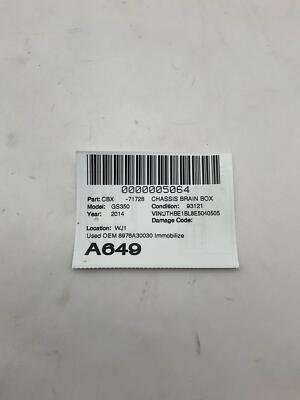 0000005064
Part: CBX -71728 CHASSIS BRAIN BOX
Model: GS350 Condition: 93121
Year: 2014 VIN:JTHBE1BL8E5040505
Damage Code:
Location: WJ1
Used OEM 8978A30030 Immobilize
A649